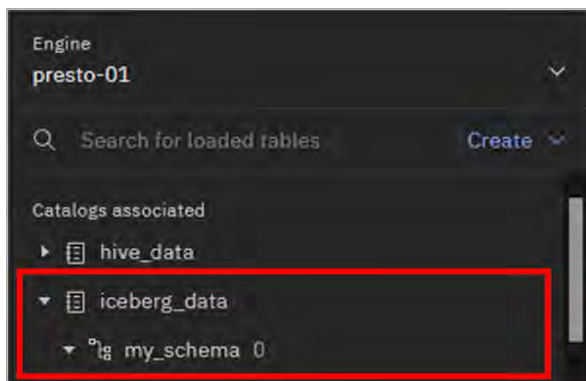 Engine
presto-01
Search for loaded tables Create
Catalogs associated
hive_data
iceberg_data
my_schema 0